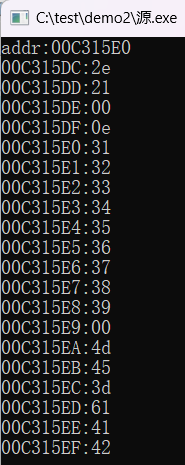 C:\test\demo2\源.exe
addr:00C315E0
00C315DC:2e
00C315DD:21
00C315DE:00
00C315DF:0e
00C315E0:31
00C315E1:32
00C315E2:33
00C315E3:34
00C315E4:35
00C315E5:36
00C315E6:37
00C315E7:38
00C315E8:39
00C315E9:00
00C315EA:4d
00C315EB:45
00C315EC:3d
00C315ED:61
00C315EE:41
00C315EF:42